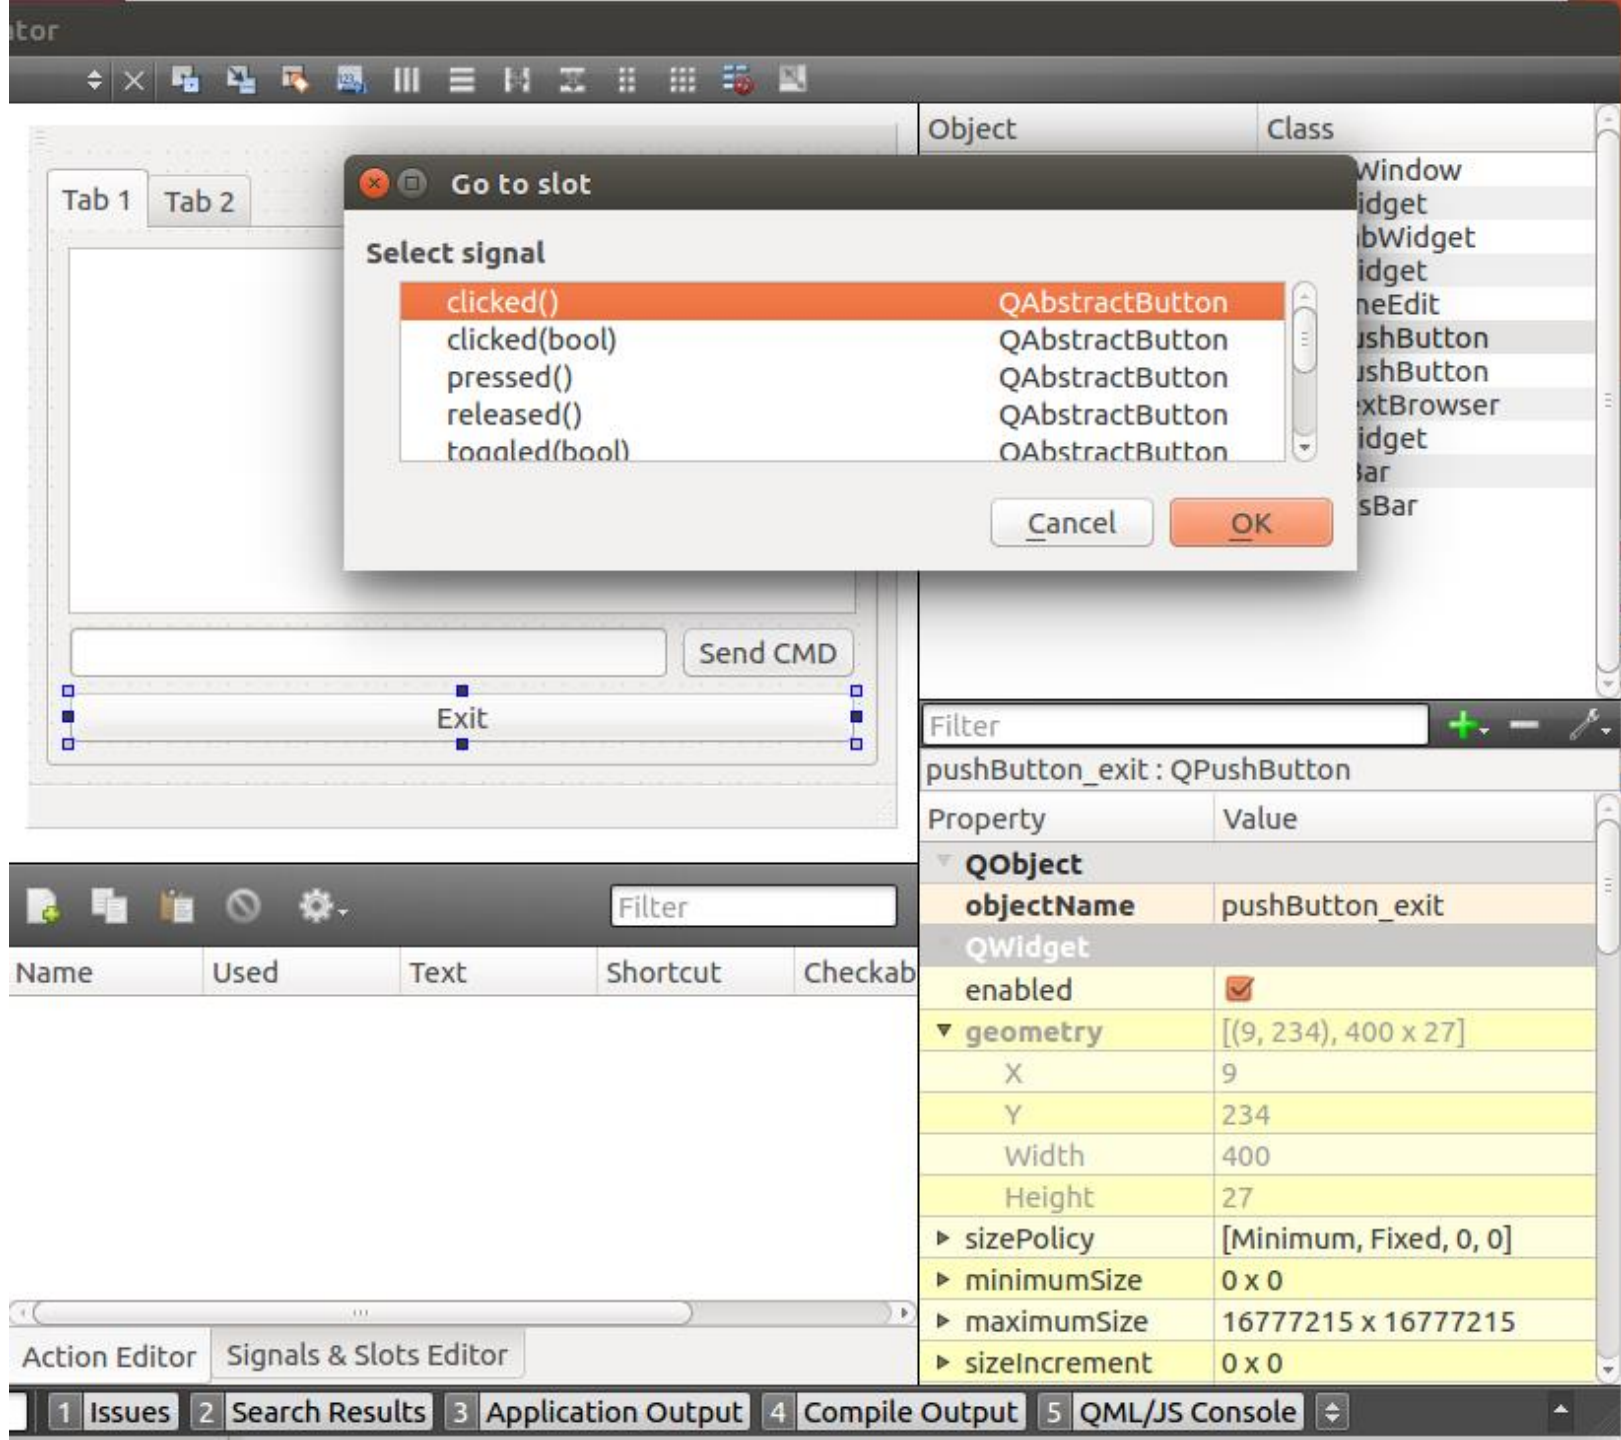 Object Class
Tab 1 Tab 2
Go to slot
Select signal
clicked() QAbstractButton
clicked(bool) QAbstractButton
pressed() QAbstractButton
released() QAbstractButton
toggled(bool) QAbstractButton
Cancel OK
Window
idget
bWidget
idget
neEdit
ushButton
ushButton
extBrowser
idget
Bar
sBar
Send CMD
Exit
Filter
pushButton_exit : QPushButton
Property Value
QObject
objectName pushButton_exit
QWidget
enabled
geometry [(9, 234), 400 x 27]
X 9
Y 234
Width 400
Height 27
sizePolicy [Minimum, Fixed, 0, 0]
minimumSize 0 x 0
maximumSize 16777215 x 16777215
sizeIncrement 0 x 0
Filter
Name Used Text Shortcut Checkab
Action Editor Signals & Slots Editor
1 Issues 2 Search Results 3 Application Output 4 Compile Output 5 QML/JS Console